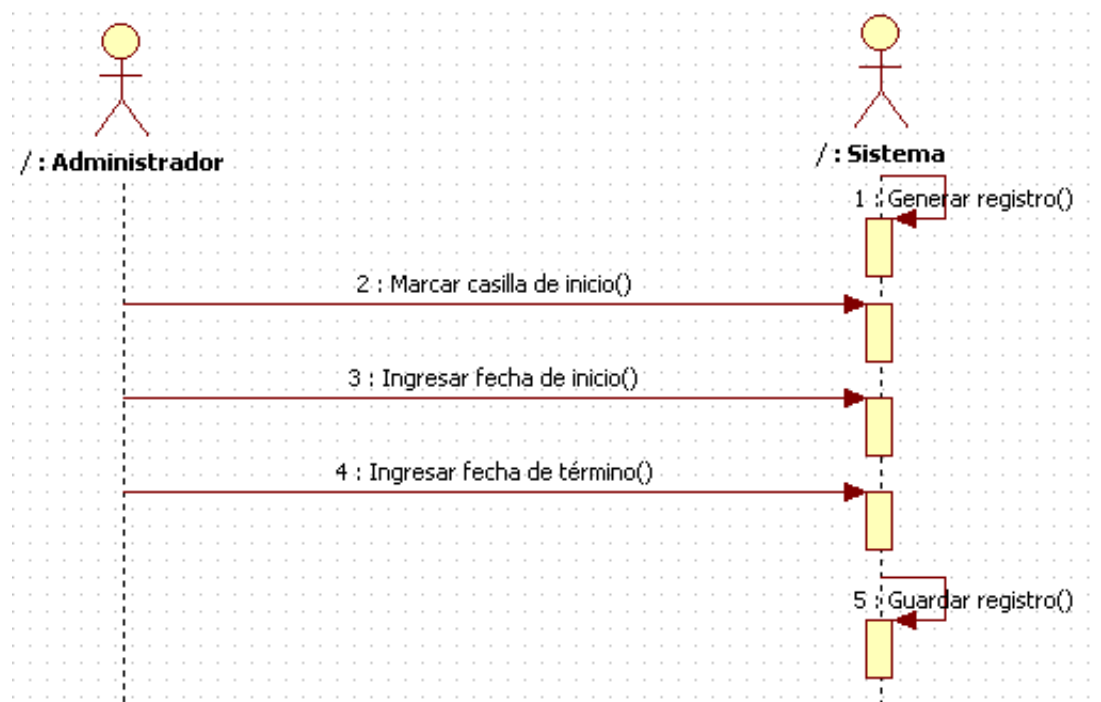 / : Administrador
/ : Sistema
1 : Generar registro()
2 : Marcar casilla de inicio()
3 : Ingresar fecha de inicio()
4 : Ingresar fecha de término()
5 : Guardar registro()